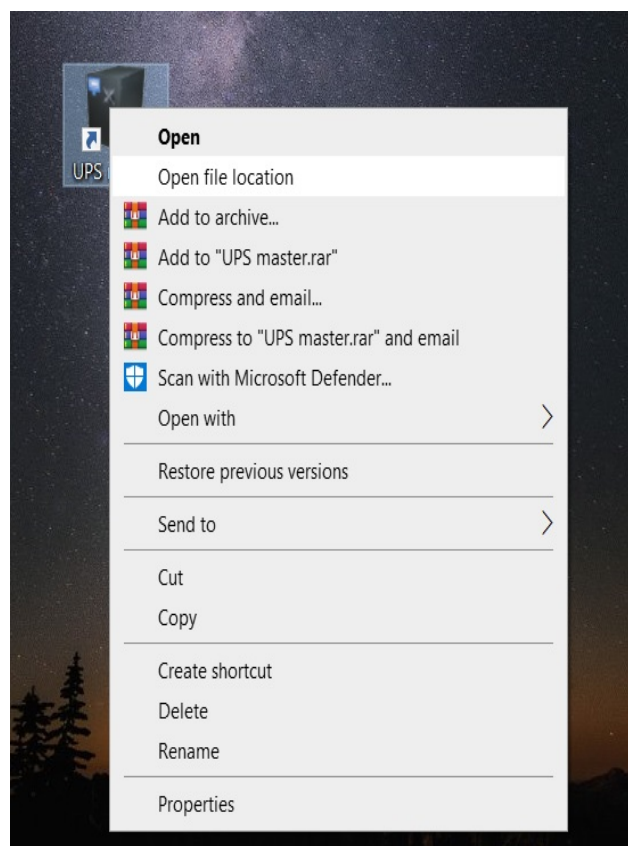 UPS
Open
Open file location
Add to archive...
Add to "UPS master.rar"
Compress and email...
Compress to "UPS master.rar" and email
Scan with Microsoft Defender...
Open with
Restore previous versions
Send to
Cut
Copy
Create shortcut
Delete
Rename
Properties